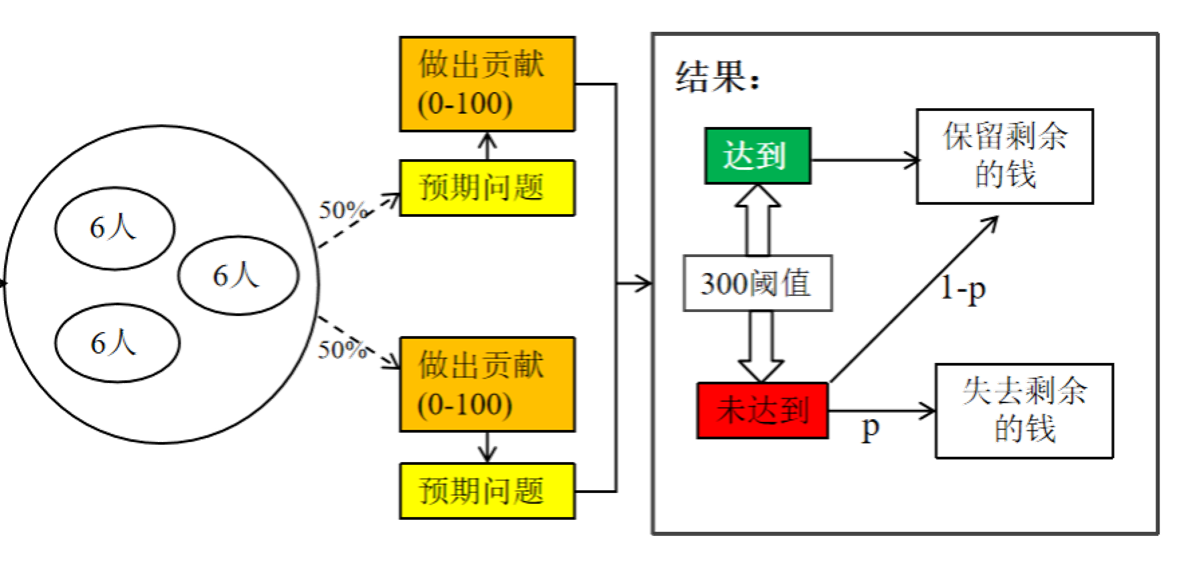 6人
6人
6人
50%
50%
做出贡献
(0-100)
预期问题
做出贡献
(0-100)
预期问题
结果：
达到
保留剩余
的钱
300阈值
1-p
未达到
p
失去剩余
的钱